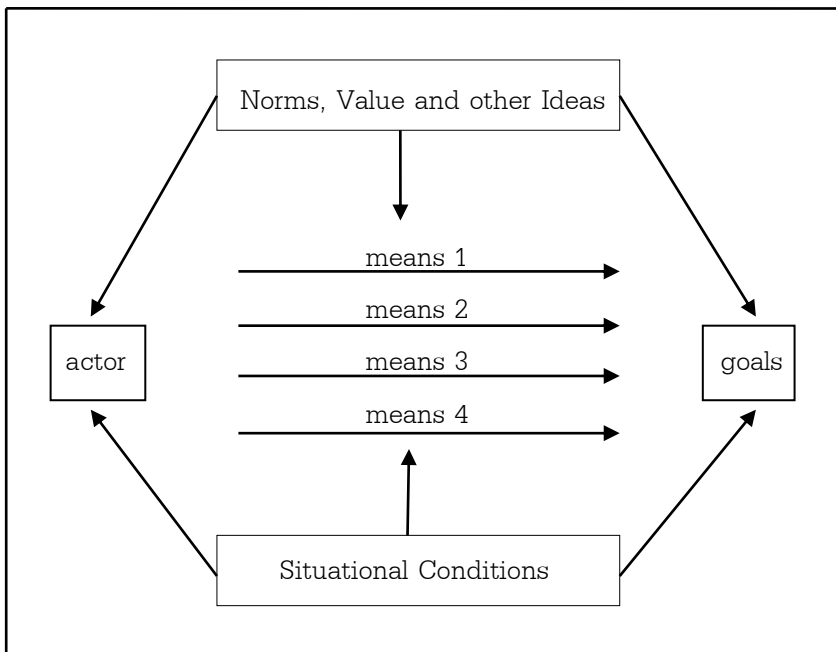 Norms, Value and other Ideas
means 1
means 2
means 3
means 4
actor
goals
Situational Conditions